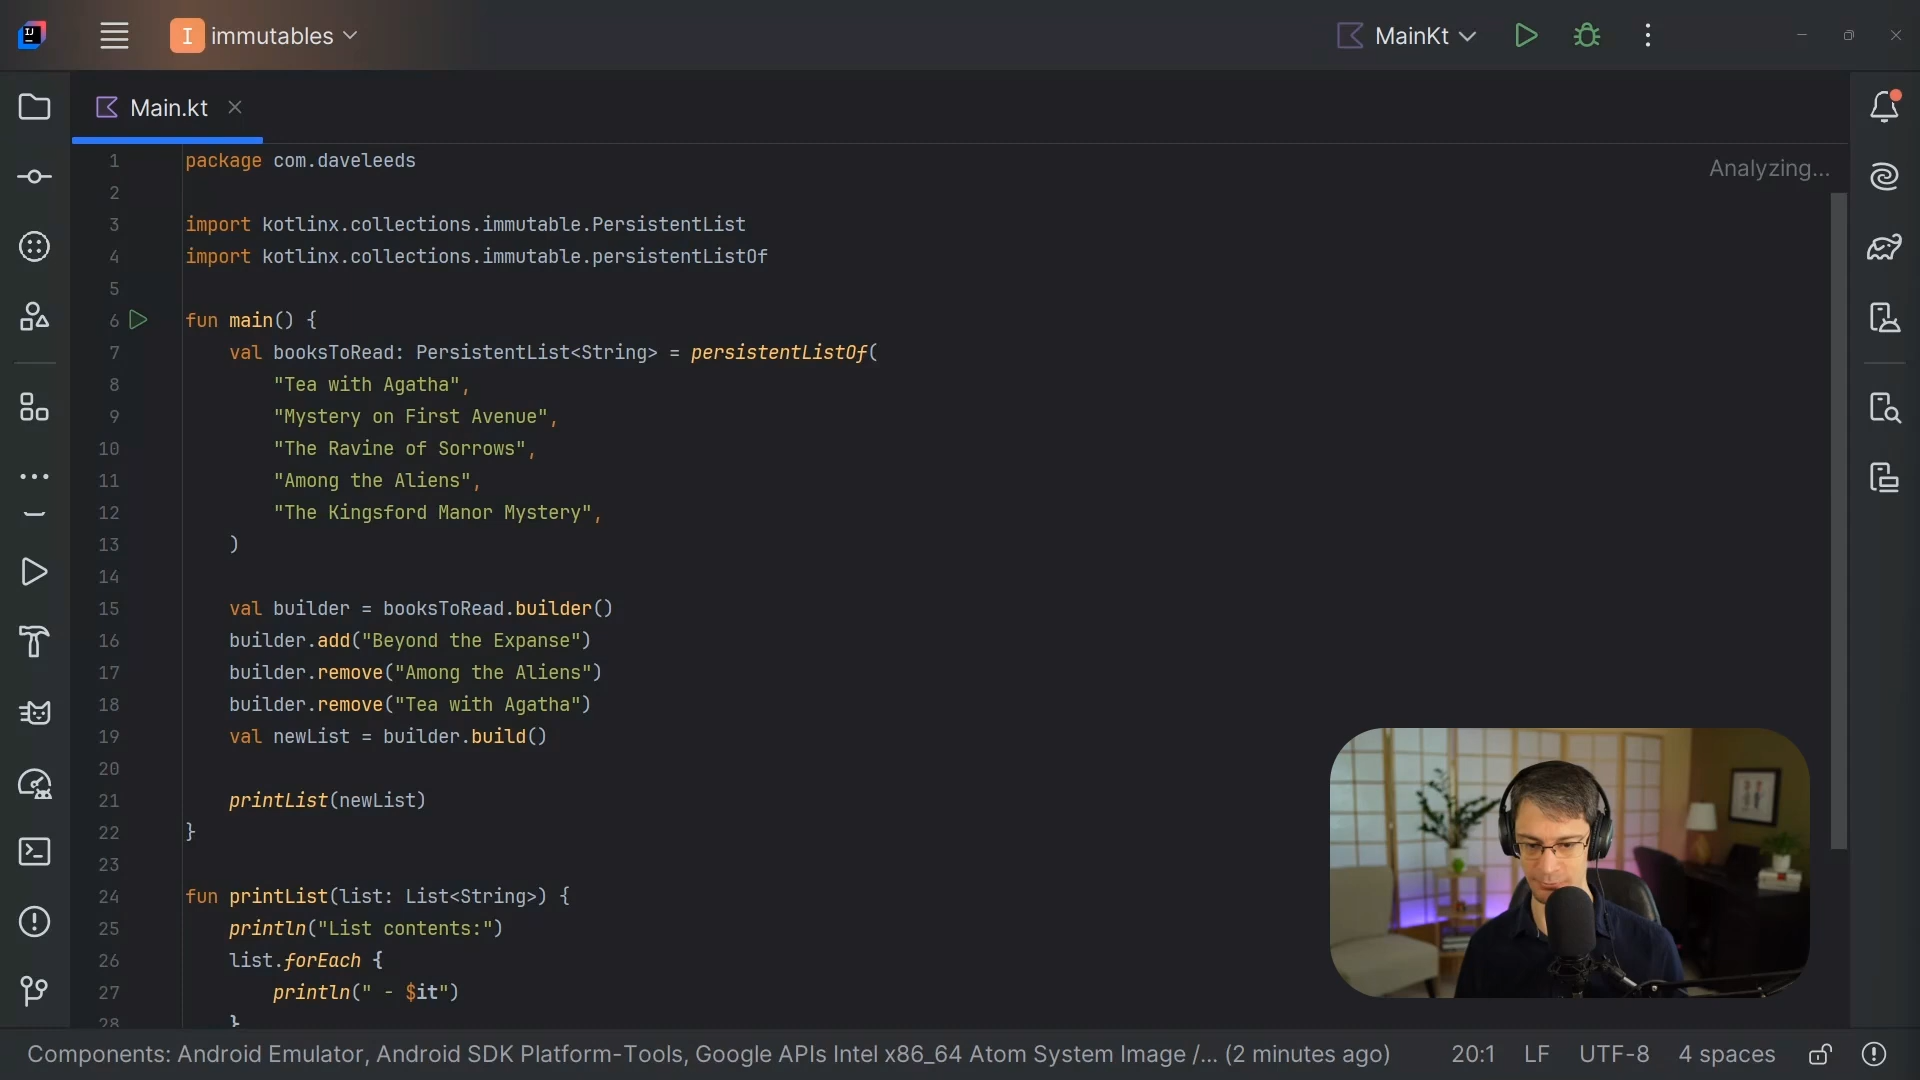 IJ
I immutables
MainKt
Main.kt
Analyzing...
1 package com.daveleeds
2
3 import kotlinx.collections.immutable.PersistentList
4 import kotlinx.collections.immutable.persistentListOf
5
6 fun main() {
7 val booksToRead: PersistentList<String> = persistentListOf(
8 "Tea with Agatha",
9 "Mystery on First Avenue",
10 "The Ravine of Sorrows",
11 "Among the Aliens",
12 "The Kingsford Manor Mystery",
13 )
14
15 val builder = booksToRead.builder()
16 builder.add("Beyond the Expanse")
17 builder.remove("Among the Aliens")
18 builder.remove("Tea with Agatha")
19 val newList = builder.build()
20
21 printList(newList)
22 }
23
24 fun printList(list: List<String>) {
25 println("List contents:")
26 list.forEach {
27 println(" - $it")
28 }
Components: Android Emulator, Android SDK Platform-Tools, Google APIs Intel x86_64 Atom System Image /... (2 minutes ago) 20:1 LF UTF-8 4 spaces